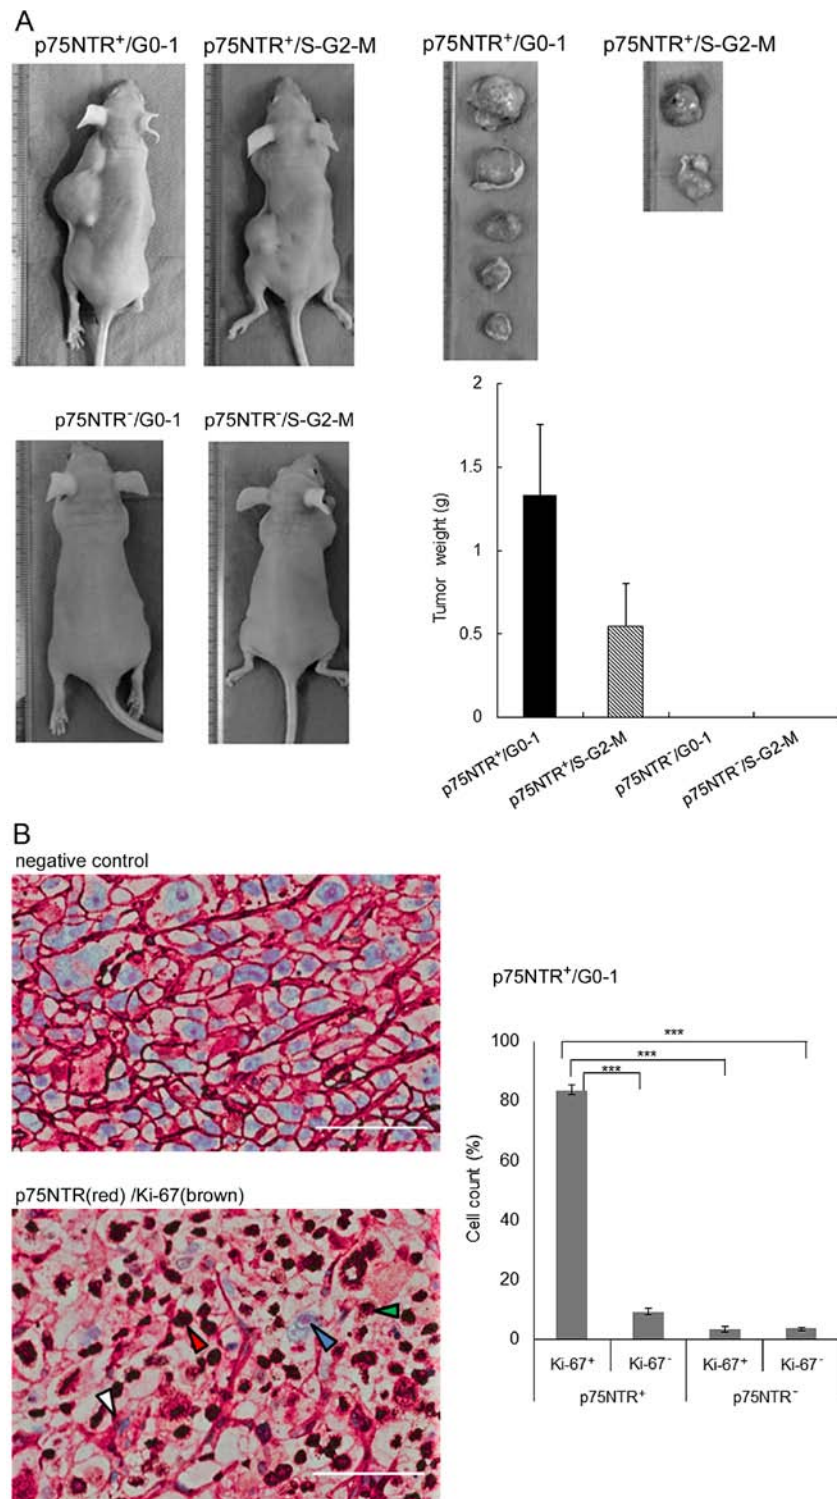 A
p75NTR⁺/G0-1
p75NTR⁺/S-G2-M
p75NTR⁺/G0-1
p75NTR⁺/S-G2-M
p75NTR⁻/G0-1
p75NTR⁻/S-G2-M
2
1.5
1
0.5
0
Tumor weight (g)
p75NTR⁺/G0-1
p75NTR⁺/S-G2-M
p75NTR⁻/G0-1
p75NTR⁻/S-G2-M
B
negative control
p75NTR(red) /Ki-67(brown)
p75NTR⁺/G0-1
100
80
60
40
20
0
Cell count (%)
***
***
***
Ki-67⁺ Ki-67⁻ Ki-67⁺ Ki-67⁻
p75NTR⁺ p75NTR⁻